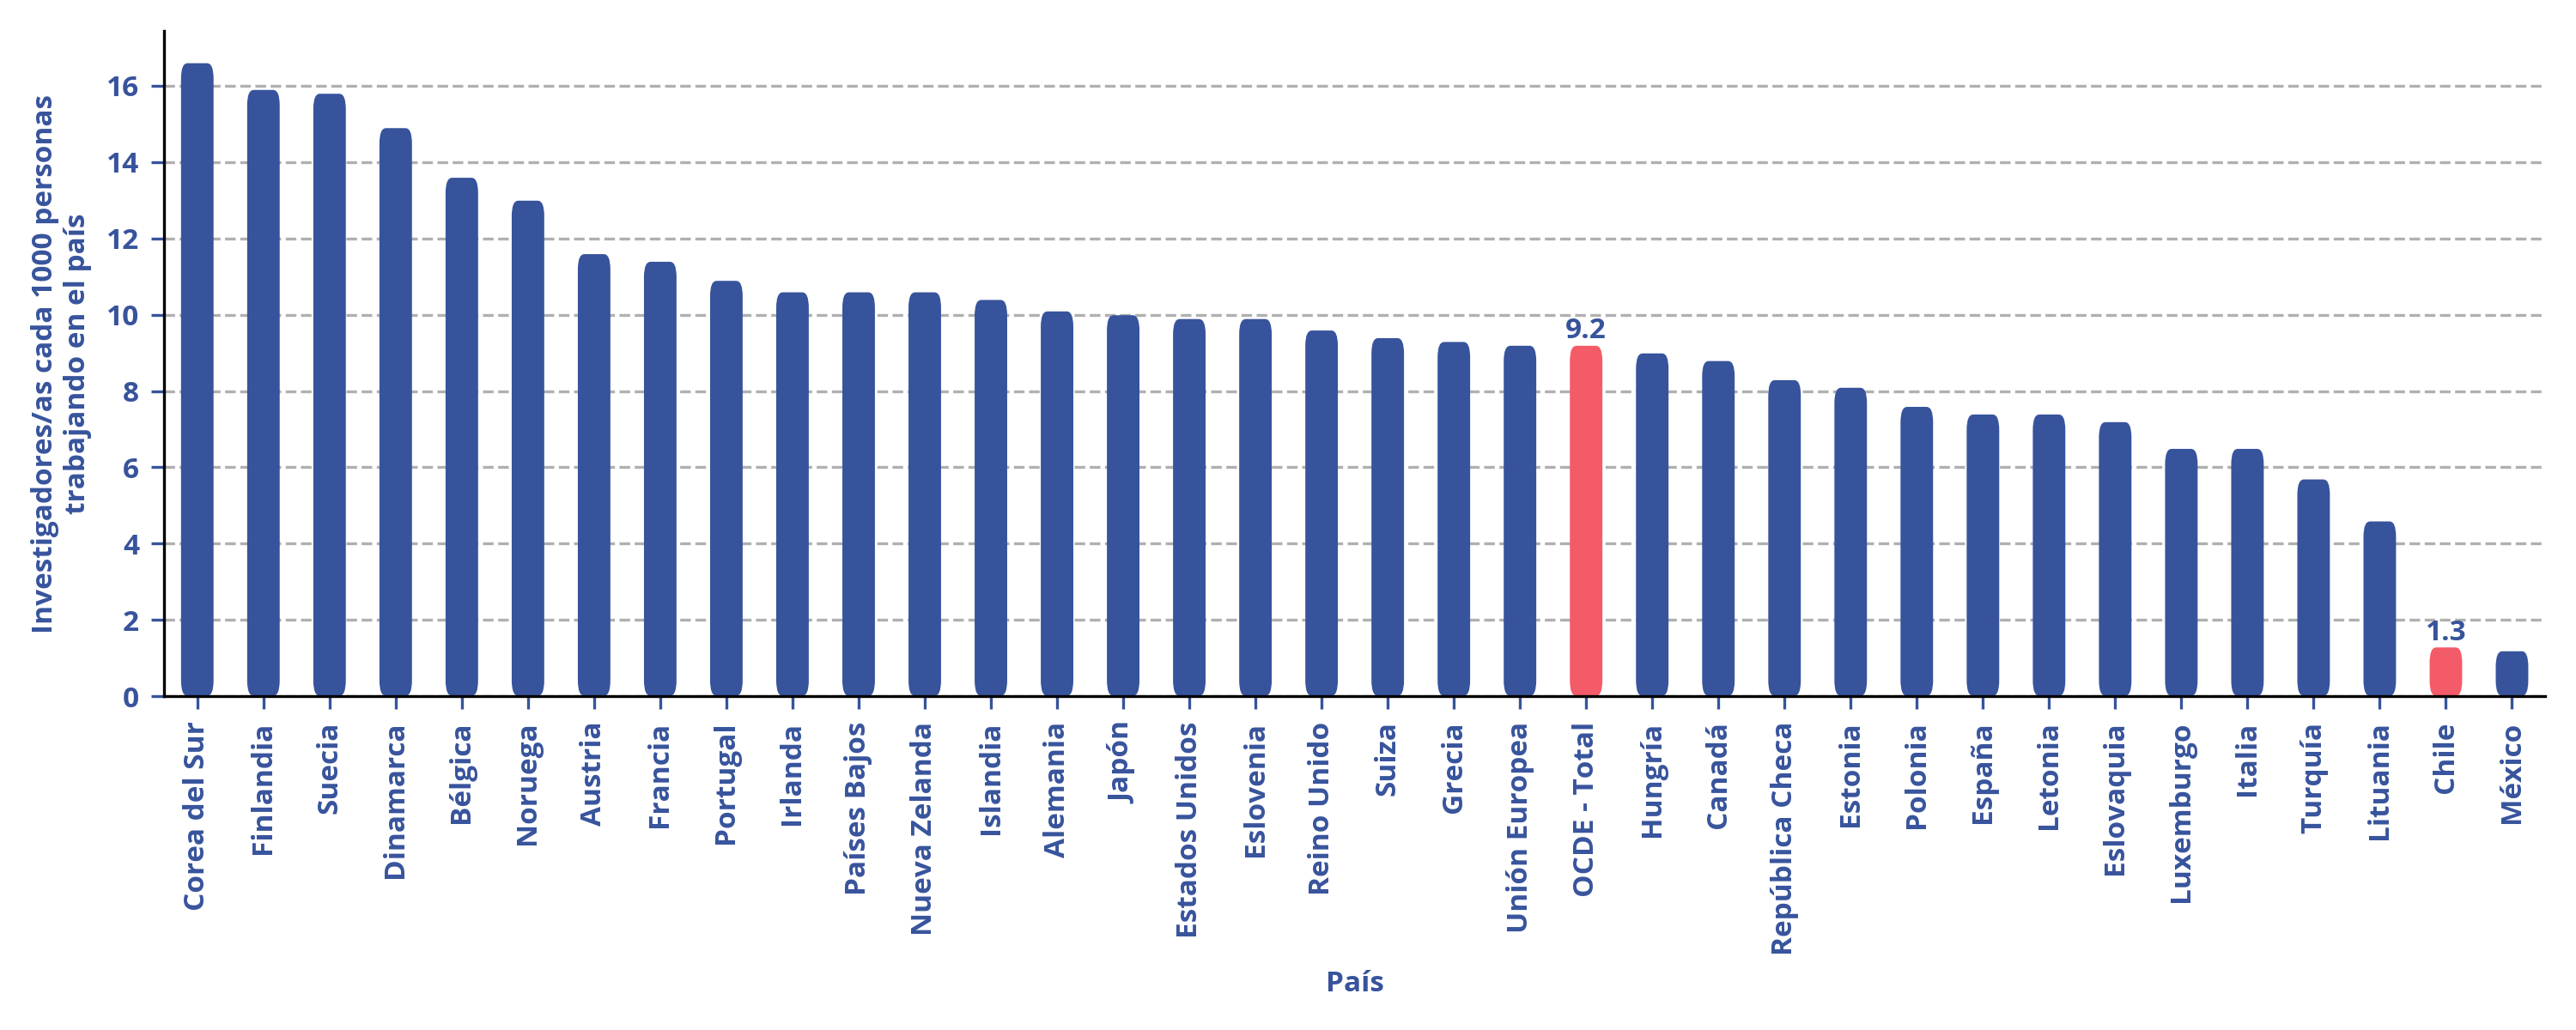 Investigadores/as cada 1000 personas
trabajando en el país
16
14
12
10
8
6
4
2
0
9.2
1.3
Corea del Sur
Finlandia
Suecia
Dinamarca
Bélgica
Noruega
Austria
Francia
Portugal
Irlanda
Países Bajos
Nueva Zelanda
Islandia
Alemania
Japón
Estados Unidos
Eslovenia
Reino Unido
Suiza
Grecia
Unión Europea
OCDE - Total
Hungría
Canadá
República Checa
Estonia
Polonia
España
Letonia
Eslovaquia
Luxemburgo
Italia
Turquía
Lituania
Chile
México
País